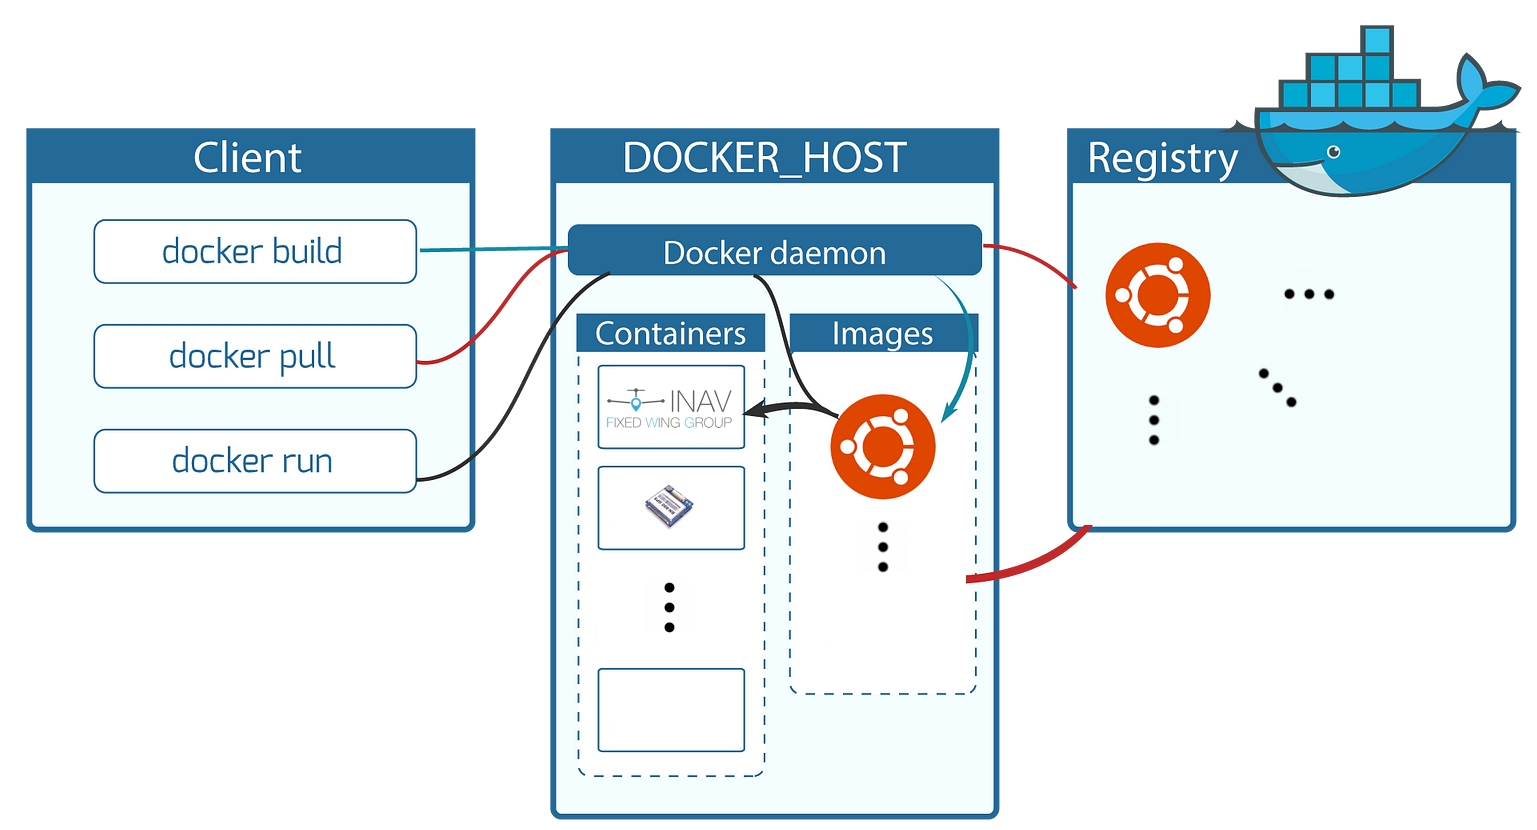 Client
docker build
docker pull
docker run
DOCKER_HOST
Docker daemon
Containers
INAV
FIXED WING GROUP
Images
Registry